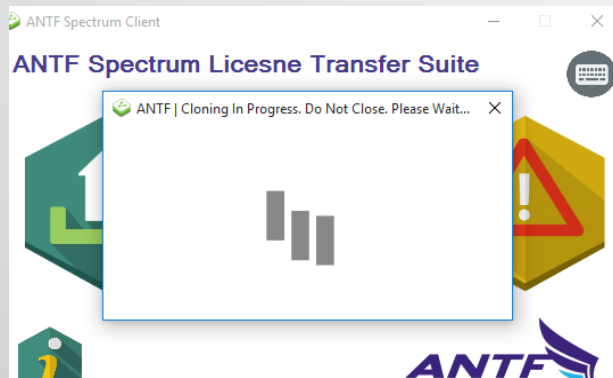 ANTF Spectrum Client
ANTF Spectrum Licesne Transfer Suite
ANTF | Cloning In Progress. Do Not Close. Please Wait...
ANTF